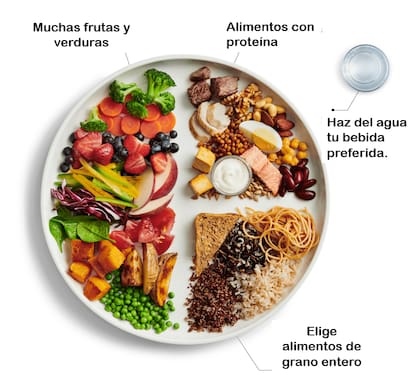 Muchas frutas y
verduras
Alimentos con
proteína
Haz del agua
tu bebida
preferida.
Elige
alimentos de
grano entero